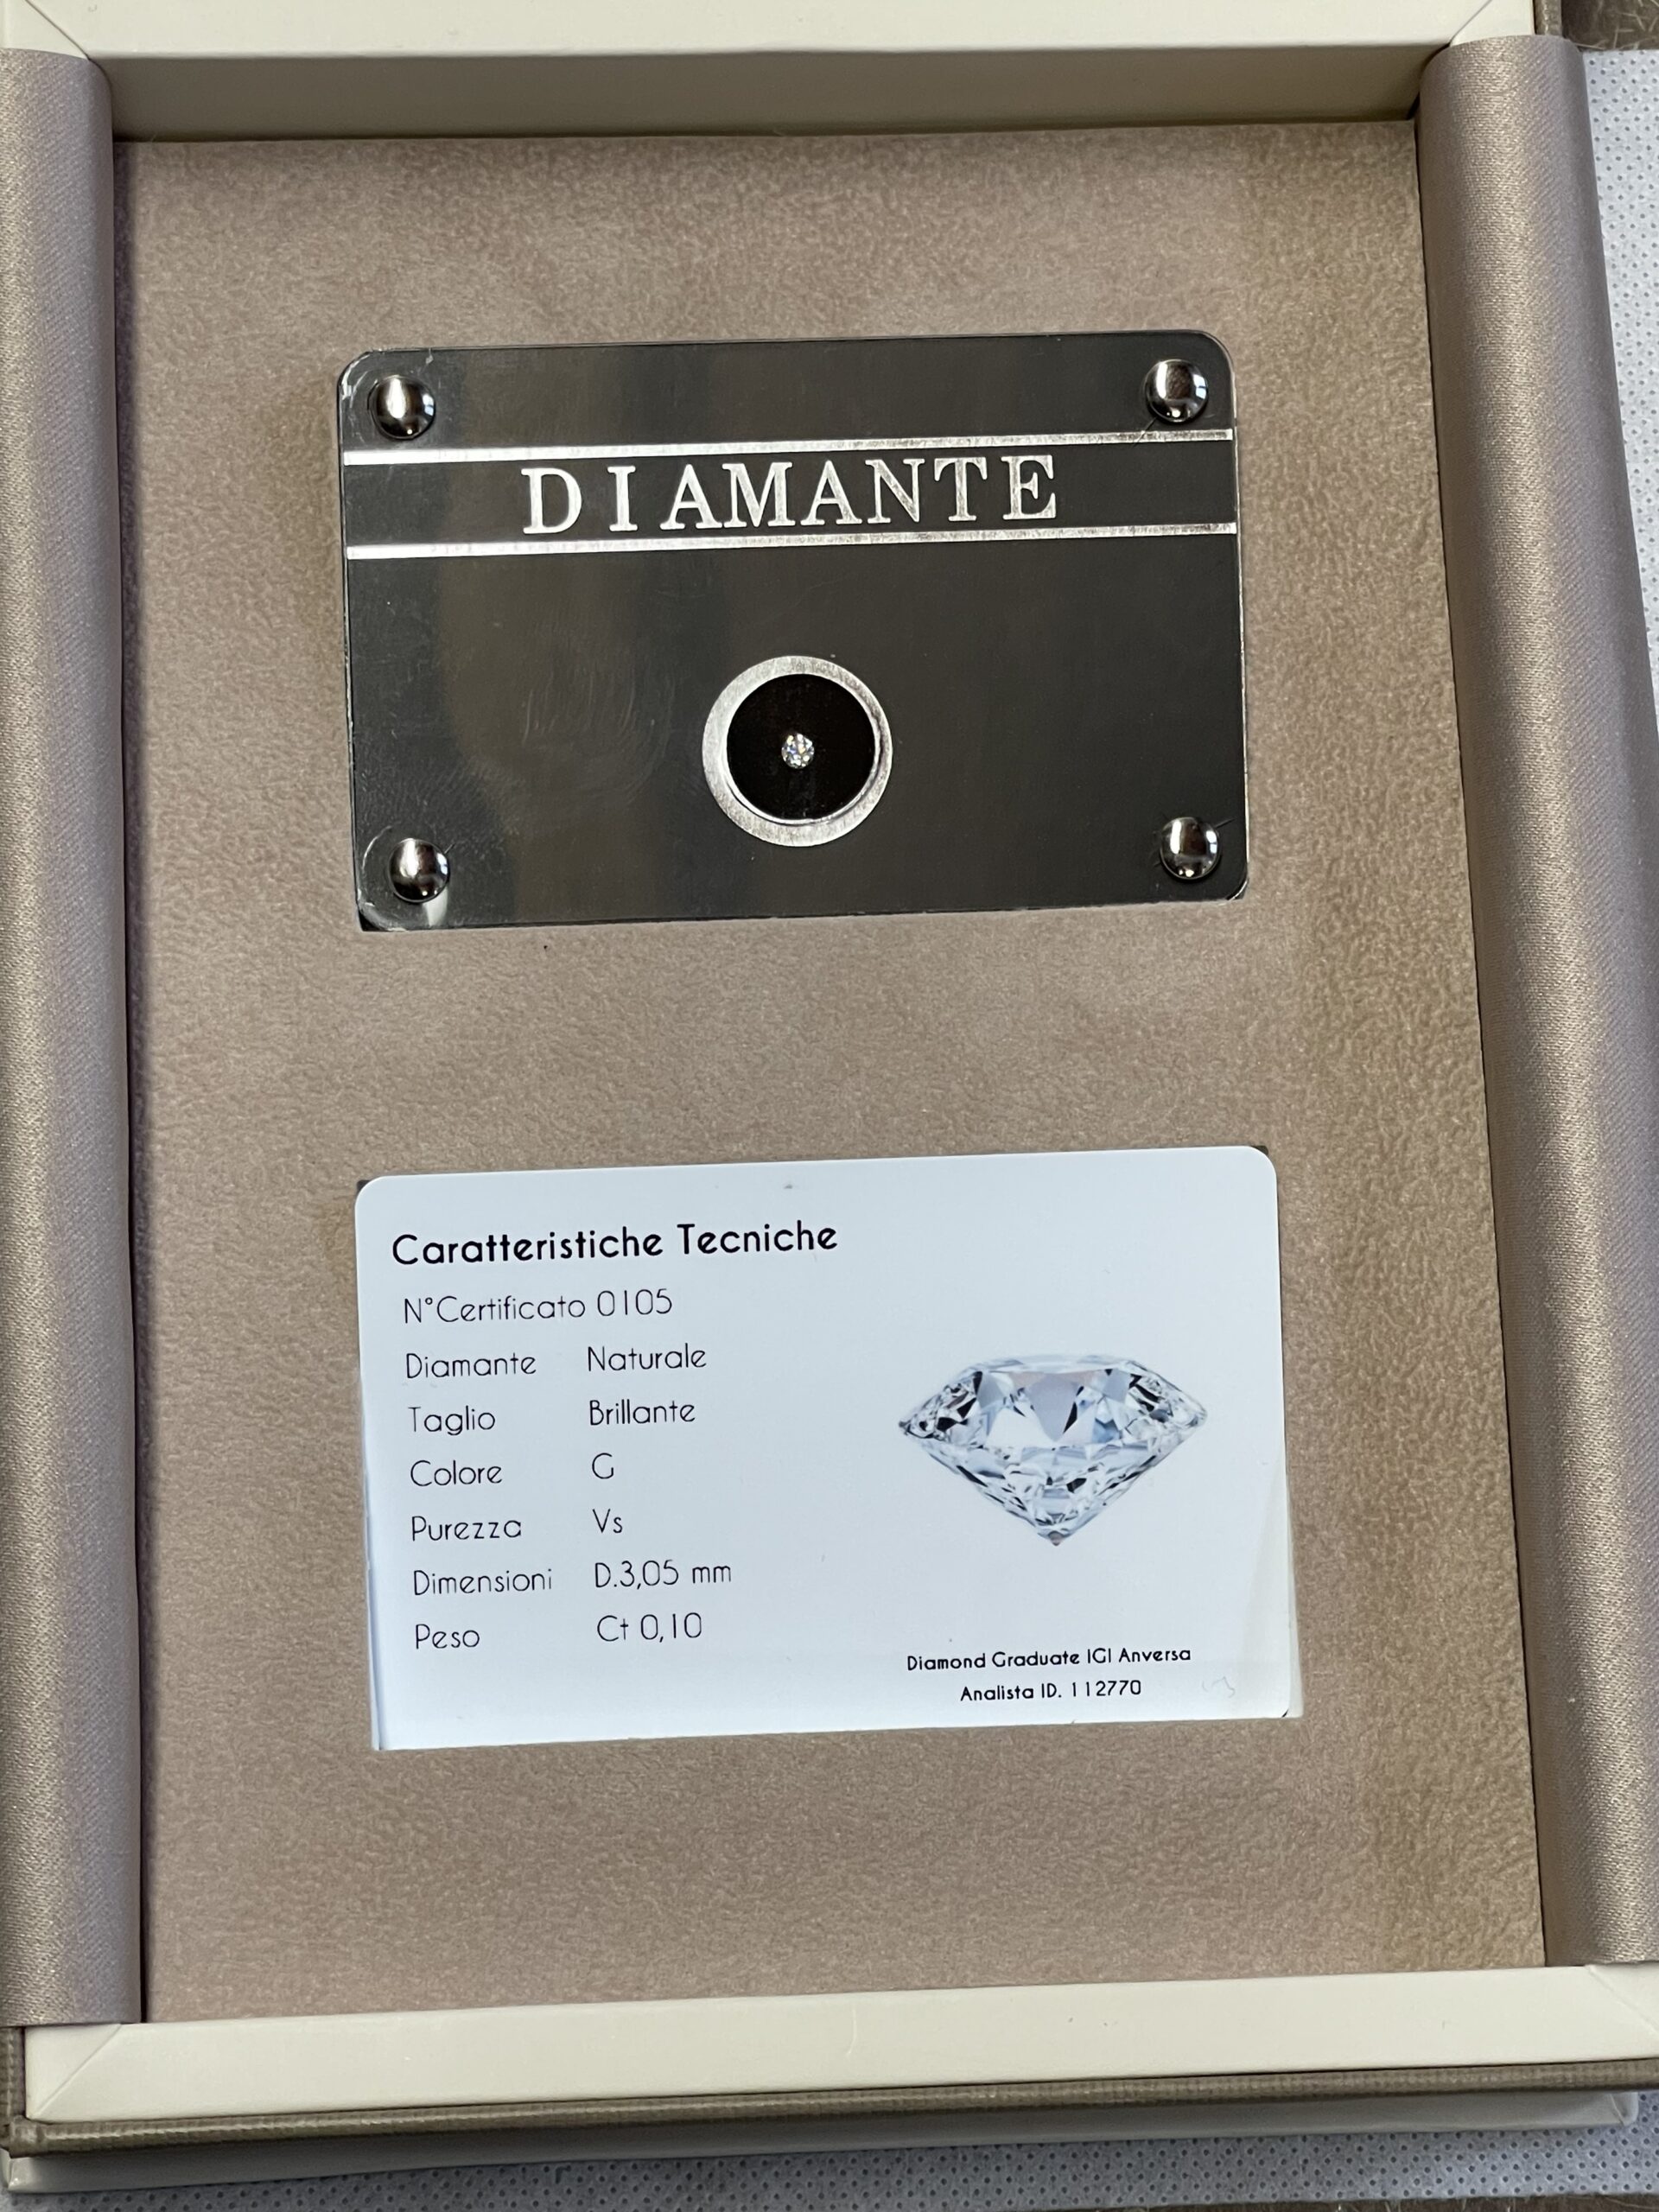 DIAMANTE
Caratteristiche Tecniche
N°Certificato 0105
Diamante Naturale
Taglio Brillante
Colore G
Purezza Vs
Dimensioni D.3,05 mm
Peso Ct 0,10
Diamond Graduate IGI Anversa
Analista ID. 112770